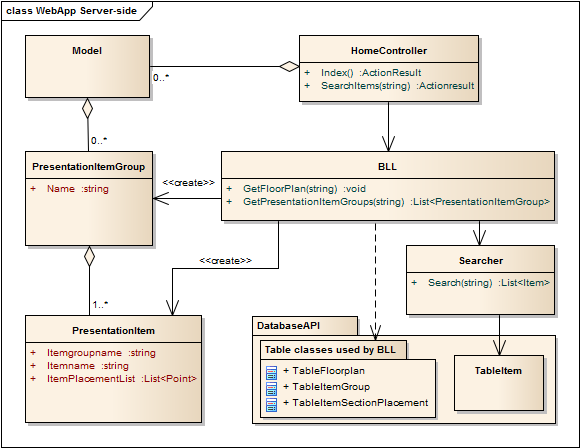 class WebApp Server-side
Model
HomeController
+ Index() :ActionResult
+ SearchItems(string) :Actionresult
0..*
0..*
PresentationItemGroup
+ Name :string
<<create>>
BLL
+ GetFloorPlan(string) :void
+ GetPresentationItemGroups(string) :List<PresentationItemGroup>
<<create>>
Searcher
+ Search(string) :List<Item>
1..*
PresentationItem
+ Itemgroupname :string
+ Itemname :string
+ ItemPlacementList :List<Point>
DatabaseAPI
Table classes used by BLL
+ TableFloorplan
+ TableItemGroup
+ TableItemSectionPlacement
TableItem